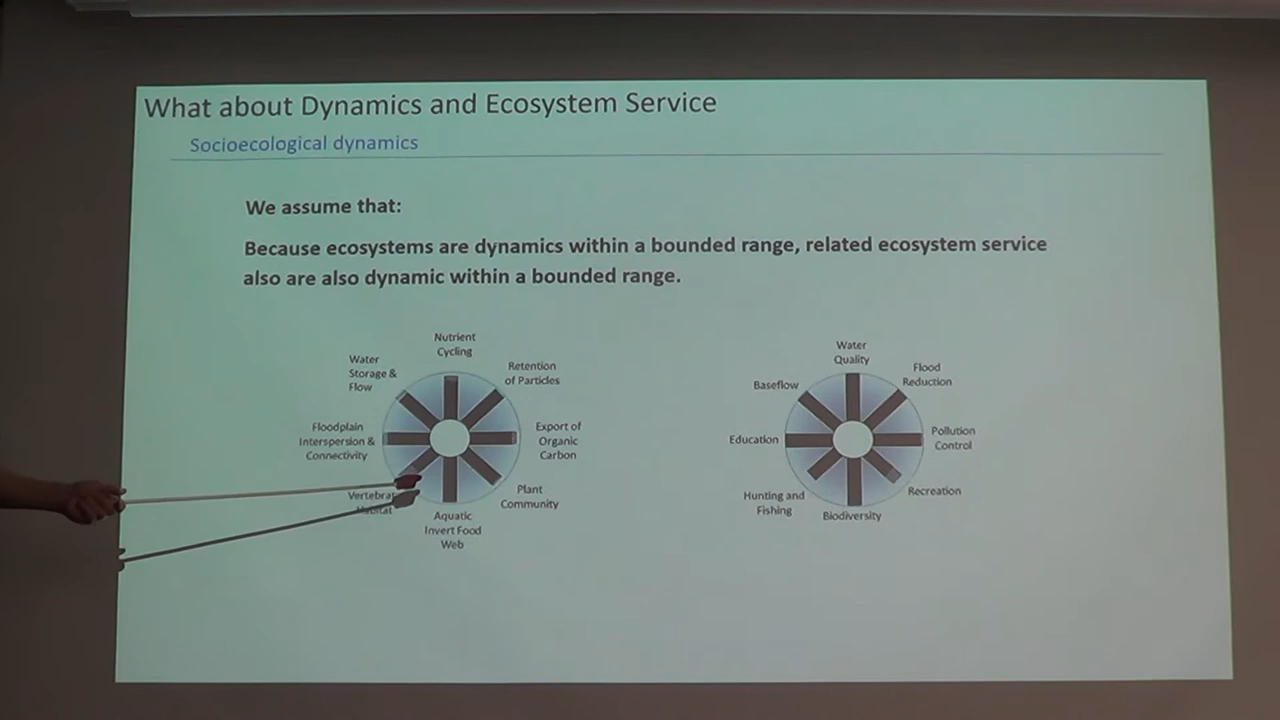 What about Dynamics and Ecosystem Service
Socioecological dynamics
We assume that:
Because ecosystems are dynamics within a bounded range, related ecosystem service
also are also dynamic within a bounded range.
Nutrient
Cycling
Retention
of Particles
Export of
Organic
Carbon
Plant
Community
Aquatic
Invert Food
Web
Habitat
Floodplain
Interspersion &
Connectivity
Water
Storage &
Flow
Water
Quality
Flood
Reduction
Pollution
Control
Recreation
Biodiversity
Hunting and
Fishing
Education
Baseflow